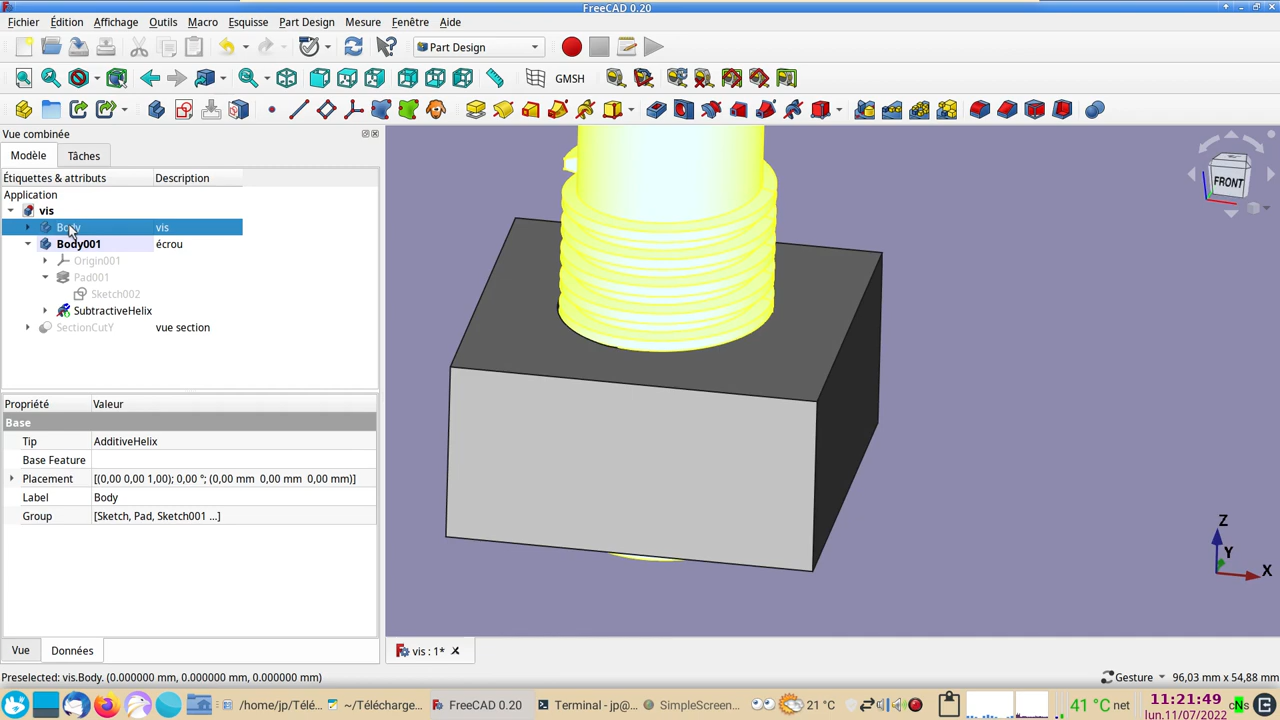 FreeCAD 0.20
Fichier Édition Affichage Outils Macro Esquisse Part Design Mesure Fenêtre Aide
Part Design
GMSH
Vue combinée
Modèle Tâches
Étiquettes & attributs Description
Application
vis
Body vis
Body001 écrou
Origin001
Pad001
Sketch002
SubtractiveHelix
SectionCutY vue section
Propriété Valeur
Base
Tip AdditiveHelix
Base Feature
Placement [(0,00 0,00 1,00); 0,00 °; (0,00 mm 0,00 mm 0,00 mm)]
Label Body
Group [Sketch, Pad, Sketch001 ...]
FRONT
Z
Y
X
Vue Données
vis : 1*
Preselected: vis.Body. (0.000000 mm, 0.000000 mm, 0.000000 mm)
Gesture 96,03 mm x 54,88 mm
/home/jp/Télé... ~/Télécharge... FreeCAD 0.20 Terminal - jp@... SimpleScreen... 21 °C 41 °C net 11:21:49
lun.11/07/2022